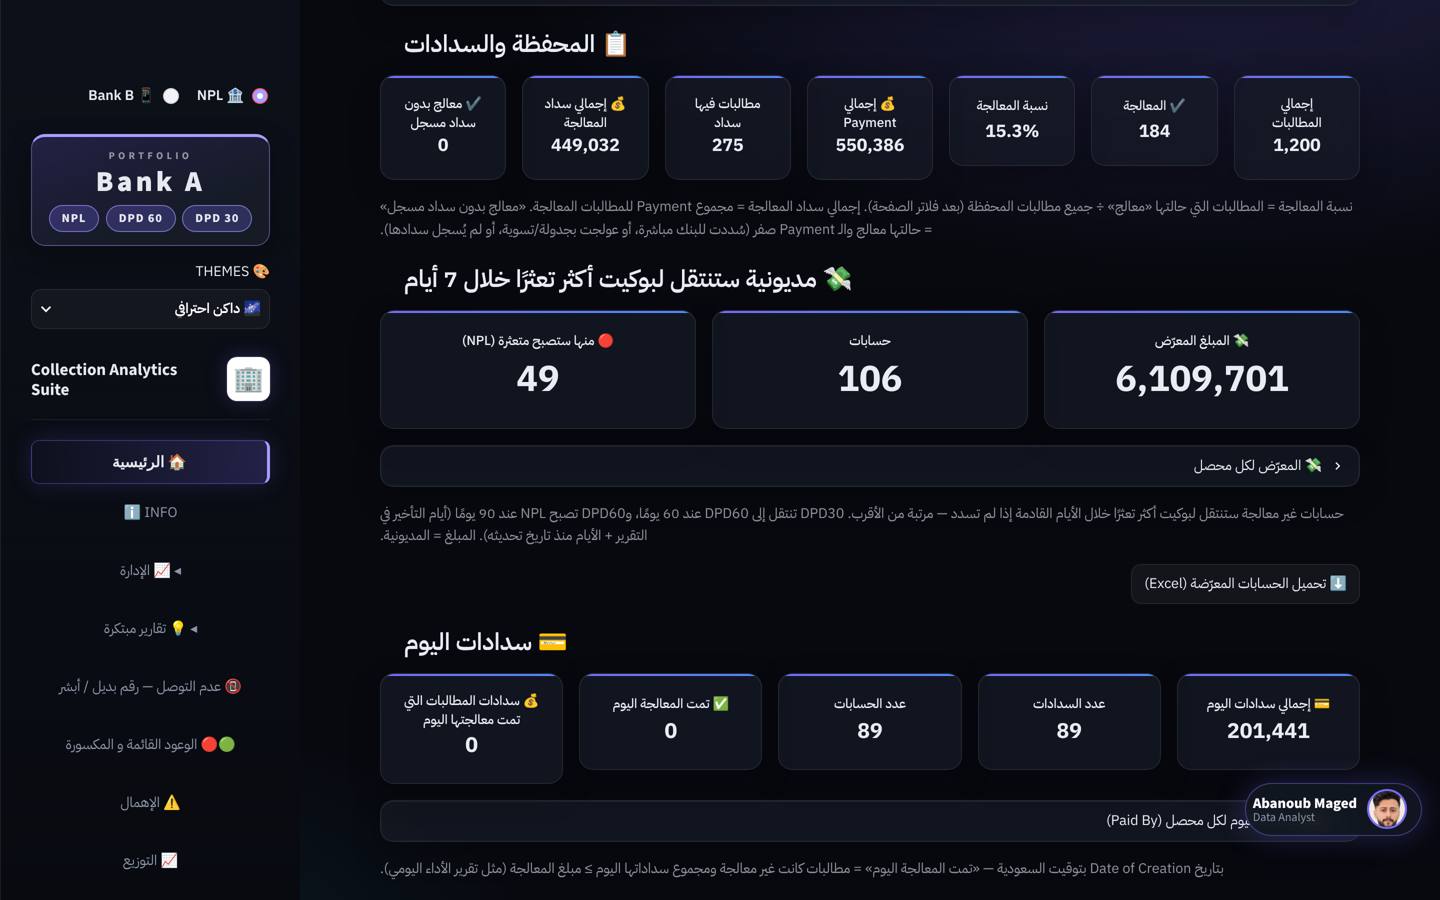 📋 المحفظة والسدادات
إجمالي المطالبات
1,200
✔️ المعالجة
184
نسبة المعالجة
15.3%
💰 إجمالي Payment
550,386
مطالبات فيها سداد
275
💰 إجمالي سداد المعالجة
449,032
✔️ معالج بدون سداد مسجل
0
نسبة المعالجة = المطالبات التي حالتها «معالج» ÷ جميع مطالبات المحفظة (بعد فلاتر الصفحة). إجمالي سداد المعالجة = مجموع Payment للمطالبات المعالجة. «معالج بدون سداد مسجل»
= حالتها معالج والـ Payment صفر (سُددت للبنك مباشرة، أو عولجت بجدولة/تسوية، أو لم يُسجل سدادها).
💸 مديونية ستنتقل لبوكيت أكثر تعثرًا خلال 7 أيام
💸 المبلغ المعرّض
6,109,701
حسابات
106
🔴 منها ستصبح متعثرة (NPL)
49
💸 المعرّض لكل محصل
حسابات غير معالجة ستنتقل لبوكيت أكثر تعثرًا خلال الأيام القادمة إذا لم تسدد — مرتبة من الأقرب. DPD30 تنتقل إلى DPD60 عند 60 يومًا، وDPD60 تصبح NPL عند 90 يومًا (أيام التأخير في
التقرير + الأيام منذ تاريخ تحديثه). المبلغ = المديونية.
⬇️ تحميل الحسابات المعرّضة (Excel)
💳 سدادات اليوم
💳 إجمالي سدادات اليوم
201,441
عدد السدادات
89
عدد الحسابات
89
✅ تمت المعالجة اليوم
0
💰 سدادات المطالبات التي تمت معالجتها اليوم
0
يوم لكل محصل (Paid By)
بتاريخ Date of Creation بتوقيت السعودية — «تمت المعالجة اليوم» = مطالبات كانت غير معالجة ومجموع سداداتها اليوم ≥ مبلغ المعالجة (مثل تقرير الأداء اليومي).
Abanoub Maged
Data Analyst
NPL 🏦
Bank B 📱
PORTFOLIO
Bank A
NPL
DPD 60
DPD 30
🎨 THEMES
🌌 داكن احترافي
Collection Analytics
Suite
🏠 الرئيسية
ℹ️ INFO
◂ 📈 الإدارة
◂ 💡 تقارير مبتكرة
📵 عدم التوصل — رقم بديل / أبشر
🟢🔴 الوعود القائمة و المكسورة
⚠️ الإهمال
📈 التوزيع